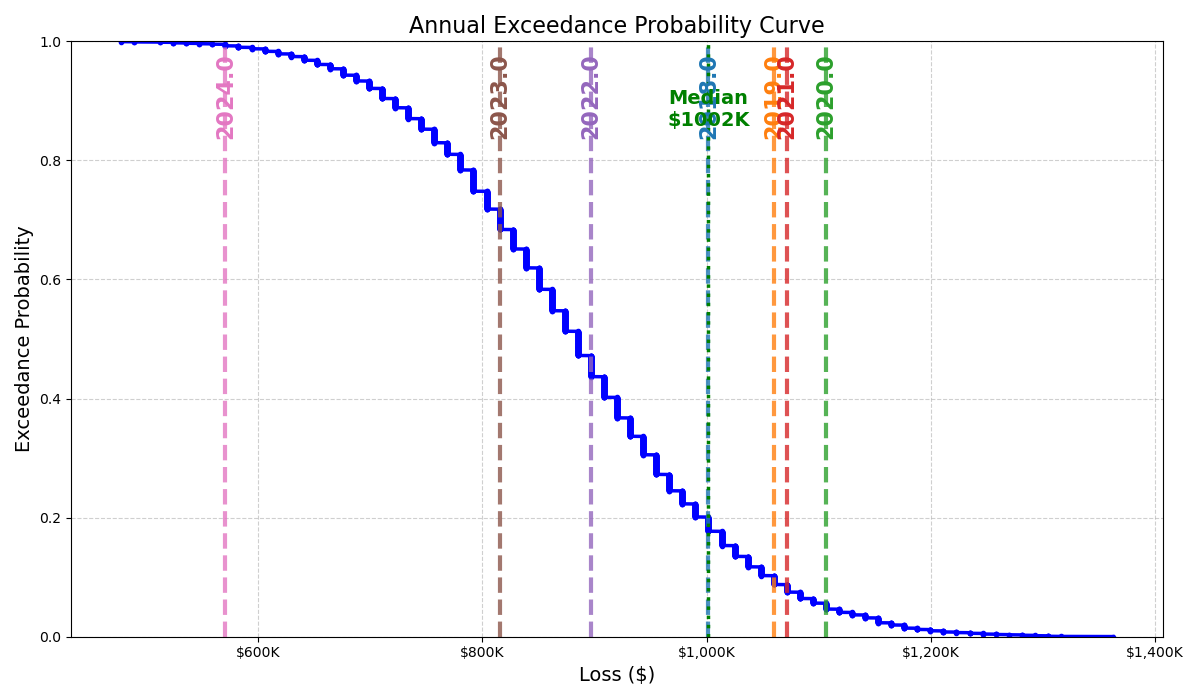 Annual Exceedance Probability Curve
Exceedance Probability
1.0
0.8
0.6
0.4
0.2
0.0
2024.0
2023.0
2022.0
2018.0
2019.0
2021.0
2020.0
Median
$1002K
$600K
$800K
$1,000K
$1,200K
$1,400K
Loss ($)